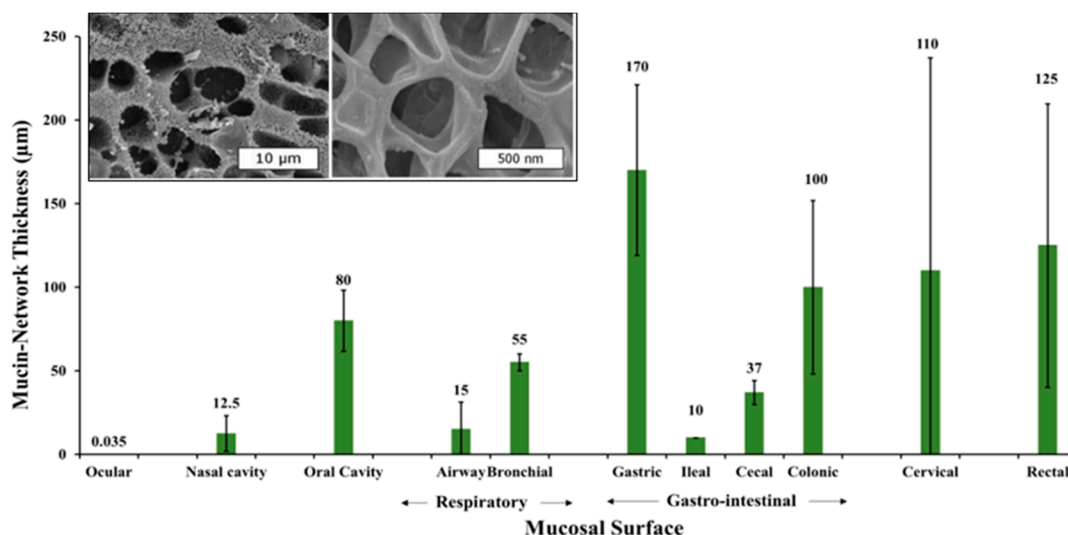 Mucin-Network Thickness (µm)
250
200
150
100
50
0
10 µm
500 nm
0.035
12.5
80
15
55
170
10
37
100
110
125
Ocular Nasal cavity Oral Cavity Airway Bronchial Gastric Ileal Cecal Colonic Cervical Rectal
Respiratory Gastro-intestinal
Mucosal Surface